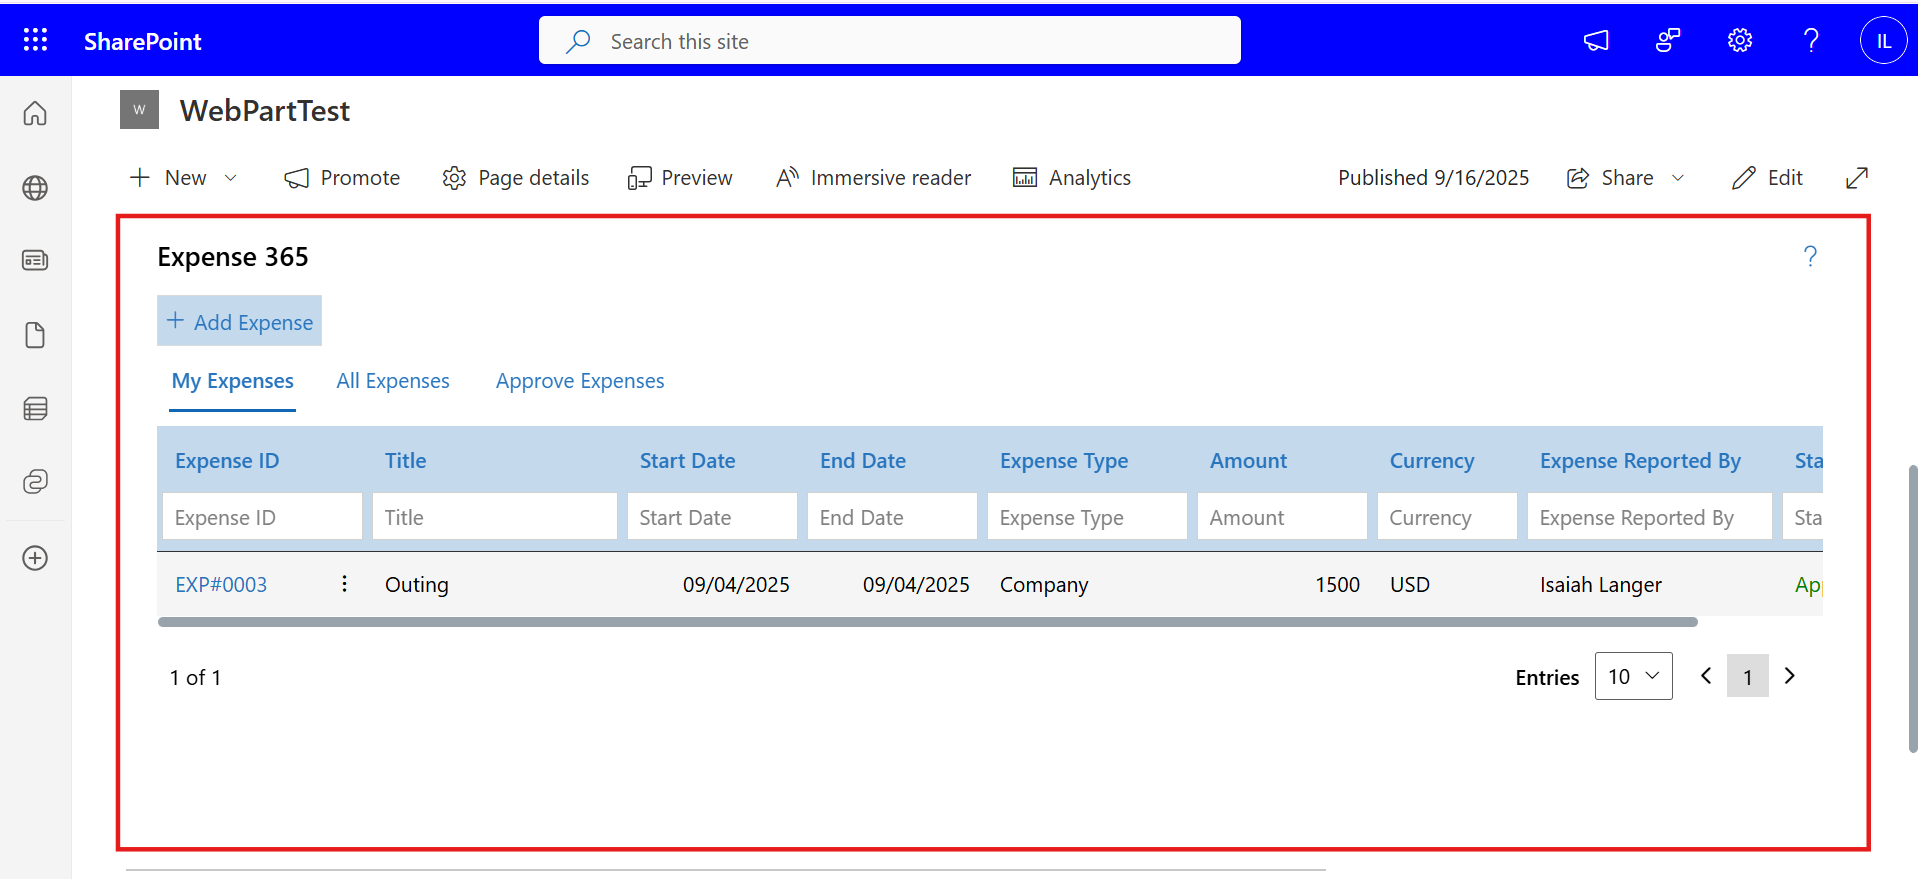 SharePoint
Search this site
IL
W
WebPartTest
New
Promote
Page details
Preview
Immersive reader
Analytics
Published 9/16/2025
Share
Edit
Expense 365
?
+ Add Expense
My Expenses
All Expenses
Approve Expenses
Expense ID Title Start Date End Date Expense Type Amount Currency Expense Reported By Sta
Expense ID Title Start Date End Date Expense Type Amount Currency Expense Reported By Sta
EXP#0003 Outing 09/04/2025 09/04/2025 Company 1500 USD Isaiah Langer App
1 of 1
Entries 10 1